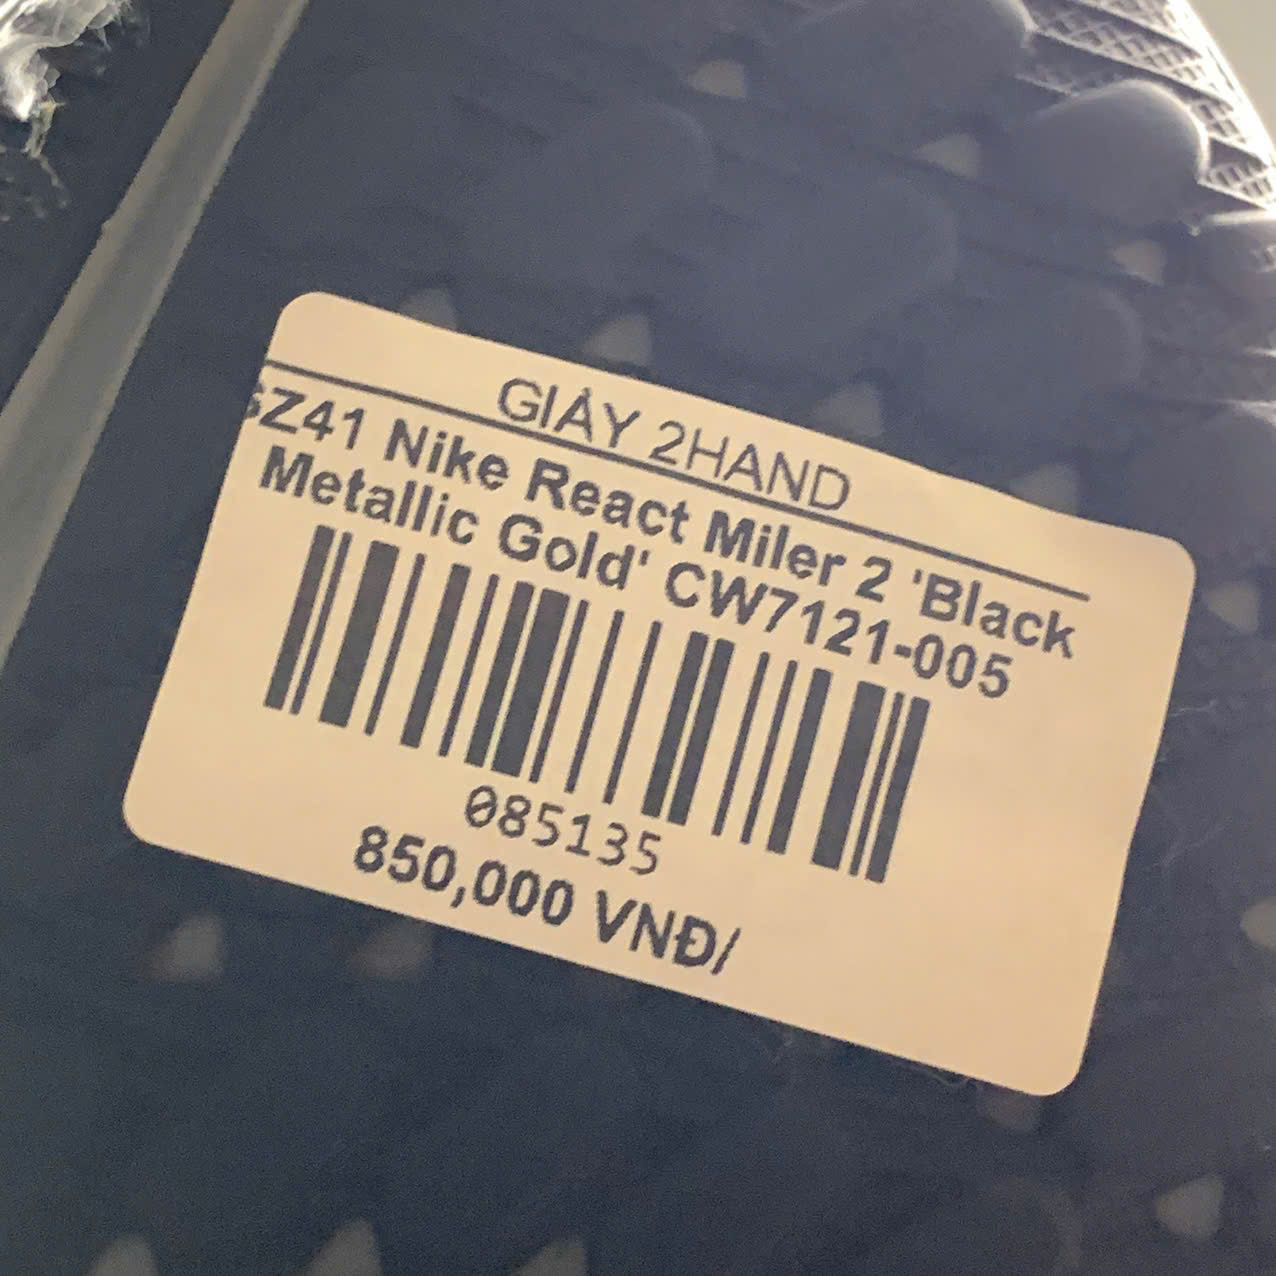 GIÀY 2HAND
SZ41 Nike React Miler 2 'Black
Metallic Gold' CW7121-005
085135
850,000 VNĐ/